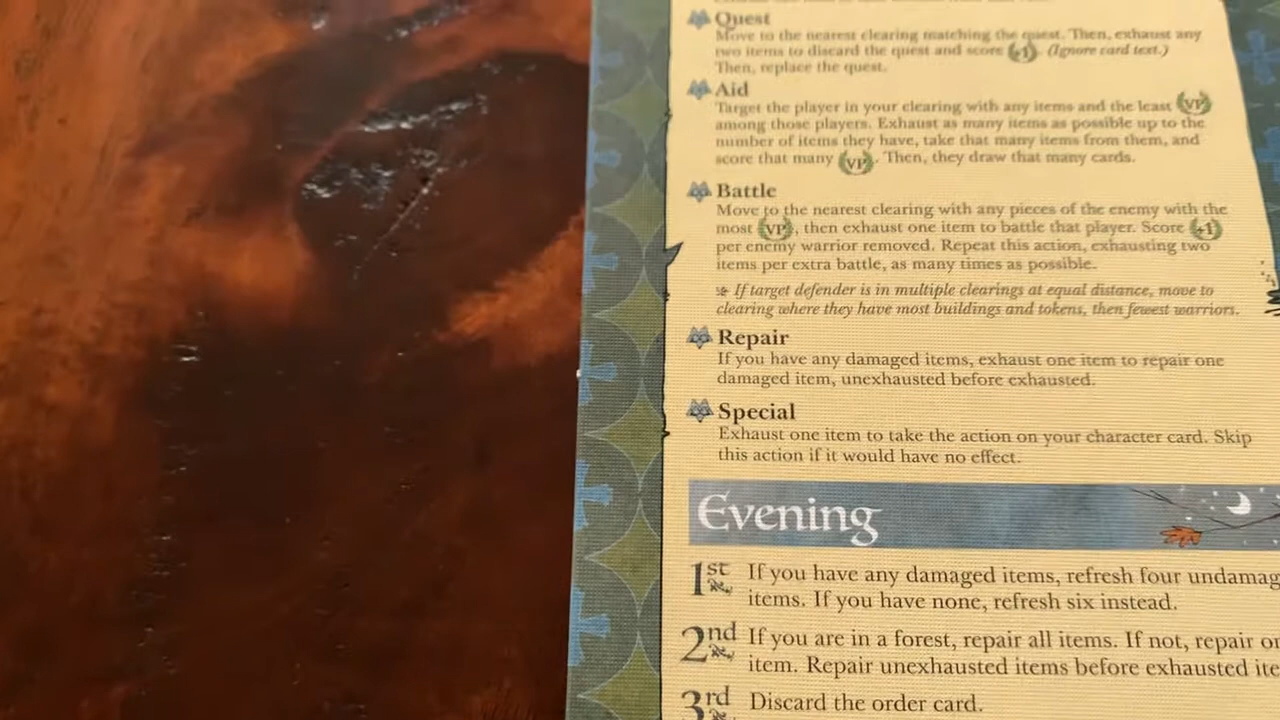 Quest
Move to the nearest clearing matching the quest. Then, exhaust any
two items to discard the quest and score +1. (Ignore card text.)
Then, replace the quest.
Aid
Target the player in your clearing with any items and the least VP
among those players. Exhaust as many items as possible up to the
number of items they have, take that many items from them, and
score that many VP. Then, they draw that many cards.
Battle
Move to the nearest clearing with any pieces of the enemy with the
most VP, then exhaust one item to battle that player. Score +1
per enemy warrior removed. Repeat this action, exhausting two
items per extra battle, as many times as possible.
If target defender is in multiple clearings at equal distance, move to
clearing where they have most buildings and tokens, then fewest warriors.
Repair
If you have any damaged items, exhaust one item to repair one
damaged item, unexhausted before exhausted.
Special
Exhaust one item to take the action on your character card. Skip
this action if it would have no effect.
Evening
1st If you have any damaged items, refresh four undamag
items. If you have none, refresh six instead.
2nd If you are in a forest, repair all items. If not, repair on
item. Repair unexhausted items before exhausted ite
3rd Discard the order card.